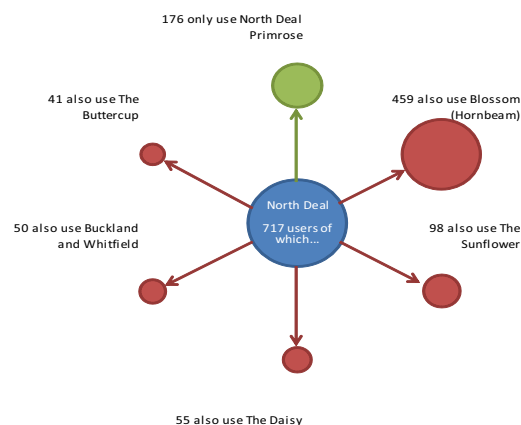 176 only use North Deal
Primrose
41 also use The
Buttercup
459 also use Blossom
(Hornbeam)
North Deal
717 users of
which...
50 also use Buckland
and Whitfield
98 also use The
Sunflower
55 also use The Daisy